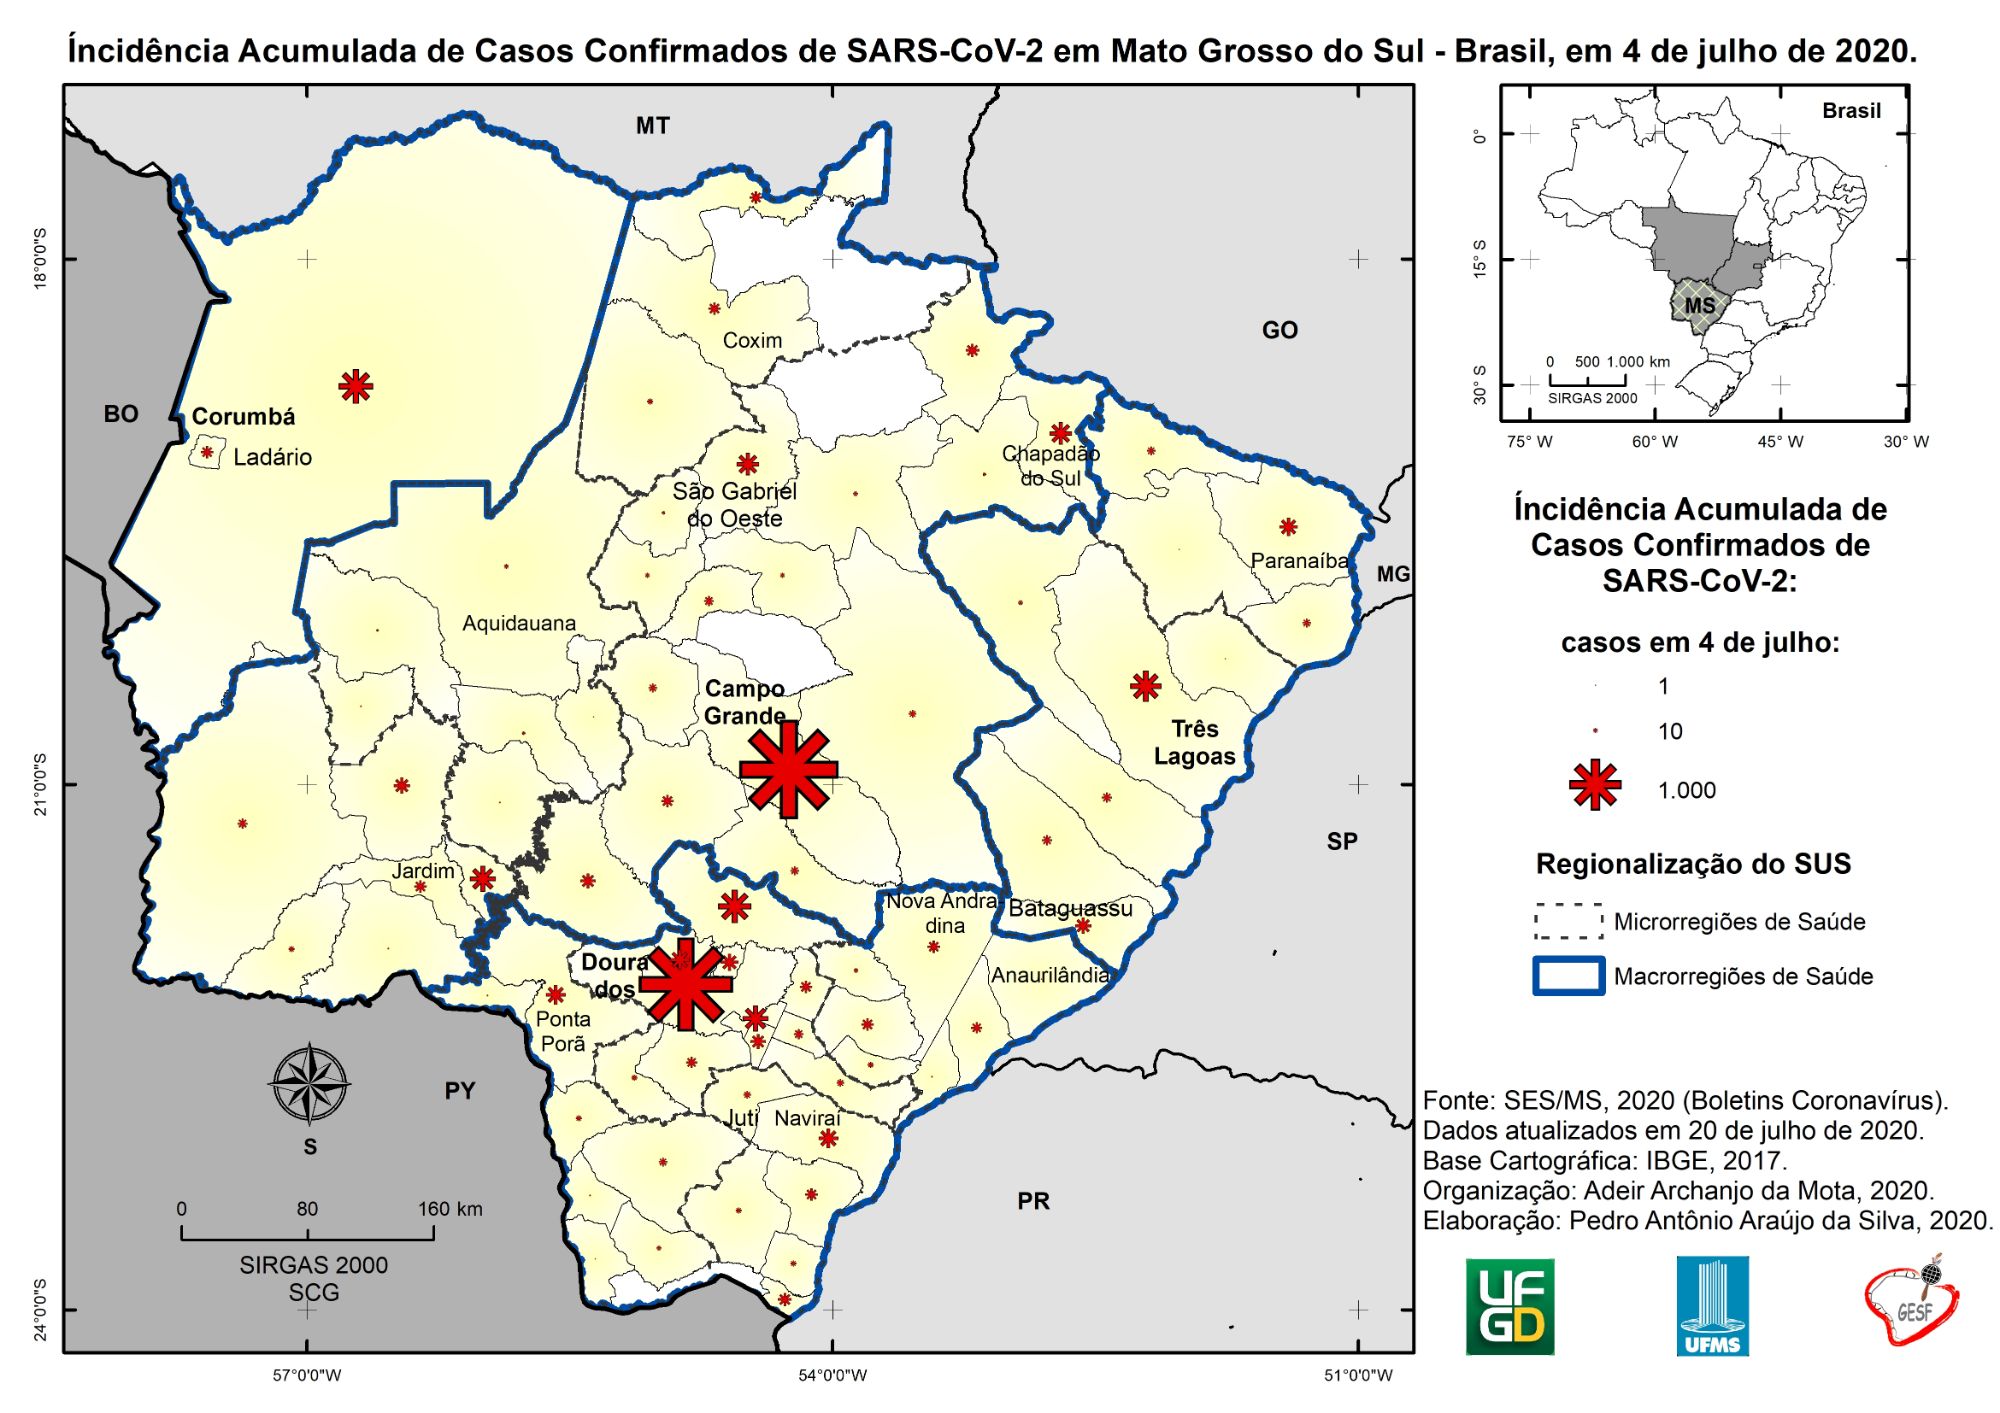 Íncidência Acumulada de Casos Confirmados de SARS-CoV-2 em Mato Grosso do Sul - Brasil, em 4 de julho de 2020.
MT
BO
GO
MG
SP
PR
PY
Coxim
Corumbá
Ladário
Chapadão
do Sul
São Gabriel
do Oeste
Paranaíba
Aquidauana
Campo
Grande
Três
Lagoas
Jardim
Nova Andra-
dina
Bataguassu
Anaurilândia
Doura
dos
Ponta
Porã
Juti
Naviraí
S
0 80 160 km
SIRGAS 2000
SCG
18°0'0"S
21°0'0"S
24°0'0"S
57°0'0"W
54°0'0"W
51°0'0"W
Brasil
MS
0 500 1.000 km
SIRGAS 2000
0°
15° S
30° S
75° W
60° W
45° W
30° W
Íncidência Acumulada de
Casos Confirmados de
SARS-CoV-2:
casos em 4 de julho:
1
10
1.000
Regionalização do SUS
Microrregiões de Saúde
Macrorregiões de Saúde
Fonte: SES/MS, 2020 (Boletins Coronavírus).
Dados atualizados em 20 de julho de 2020.
Base Cartográfica: IBGE, 2017.
Organização: Adeir Archanjo da Mota, 2020.
Elaboração: Pedro Antônio Araújo da Silva, 2020.
UF
GD
UFMS
GESF